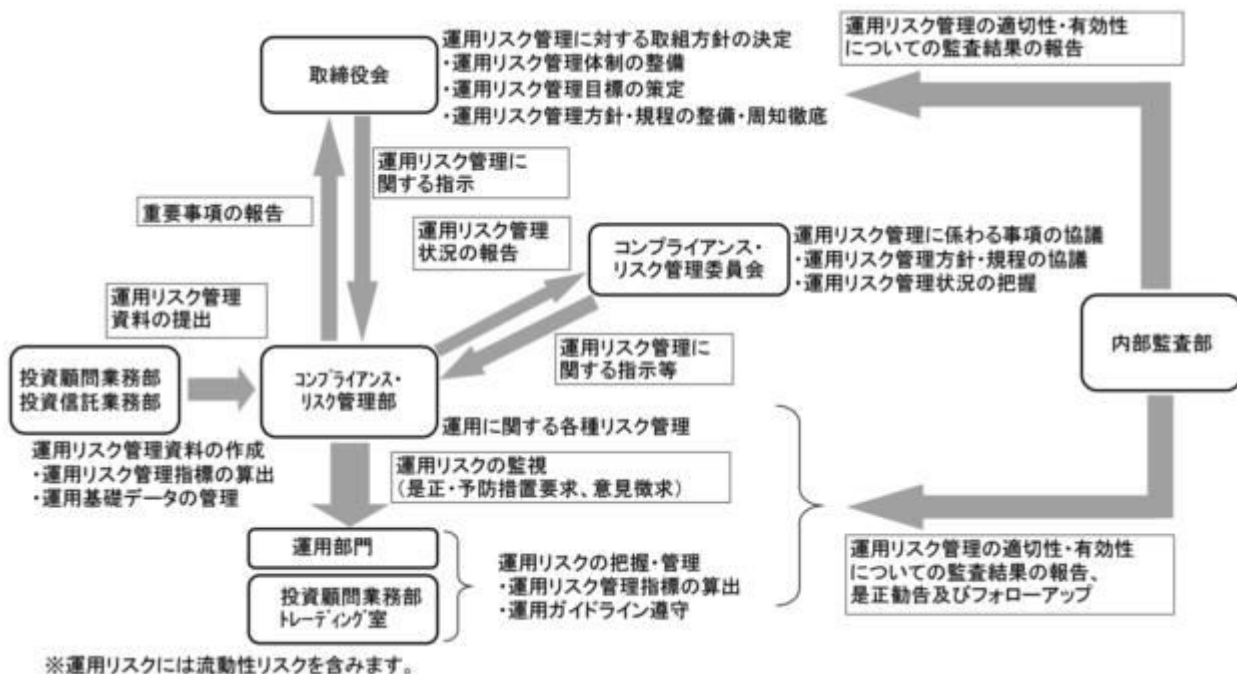 取締役会
運用リスク管理に対する取組方針の決定
・運用リスク管理体制の整備
・運用リスク管理目標の策定
・運用リスク管理方針・規程の整備・周知徹底
運用リスク管理の適切性・有効性
についての監査結果の報告
重要事項の報告
運用リスク管理に
関する指示
運用リスク管理
状況の報告
コンプライアンス・
リスク管理委員会
運用リスク管理に係わる事項の協議
・運用リスク管理方針・規程の協議
・運用リスク管理状況の把握
運用リスク管理
資料の提出
運用リスク管理に
関する指示等
内部監査部
投資顧問業務部
投資信託業務部
コンプライアンス・
リスク管理部
運用リスク管理資料の作成
・運用リスク管理指標の算出
・運用基礎データの管理
運用に関する各種リスク管理
運用リスクの監視
(是正・予防措置要求、意見徴求)
運用部門
投資顧問業務部
トレーディング室
運用リスクの把握・管理
・運用リスク管理指標の算出
・運用ガイドライン遵守
運用リスク管理の適切性・有効性
についての監査結果の報告、
是正勧告及びフォローアップ
※運用リスクには流動性リスクを含みます。